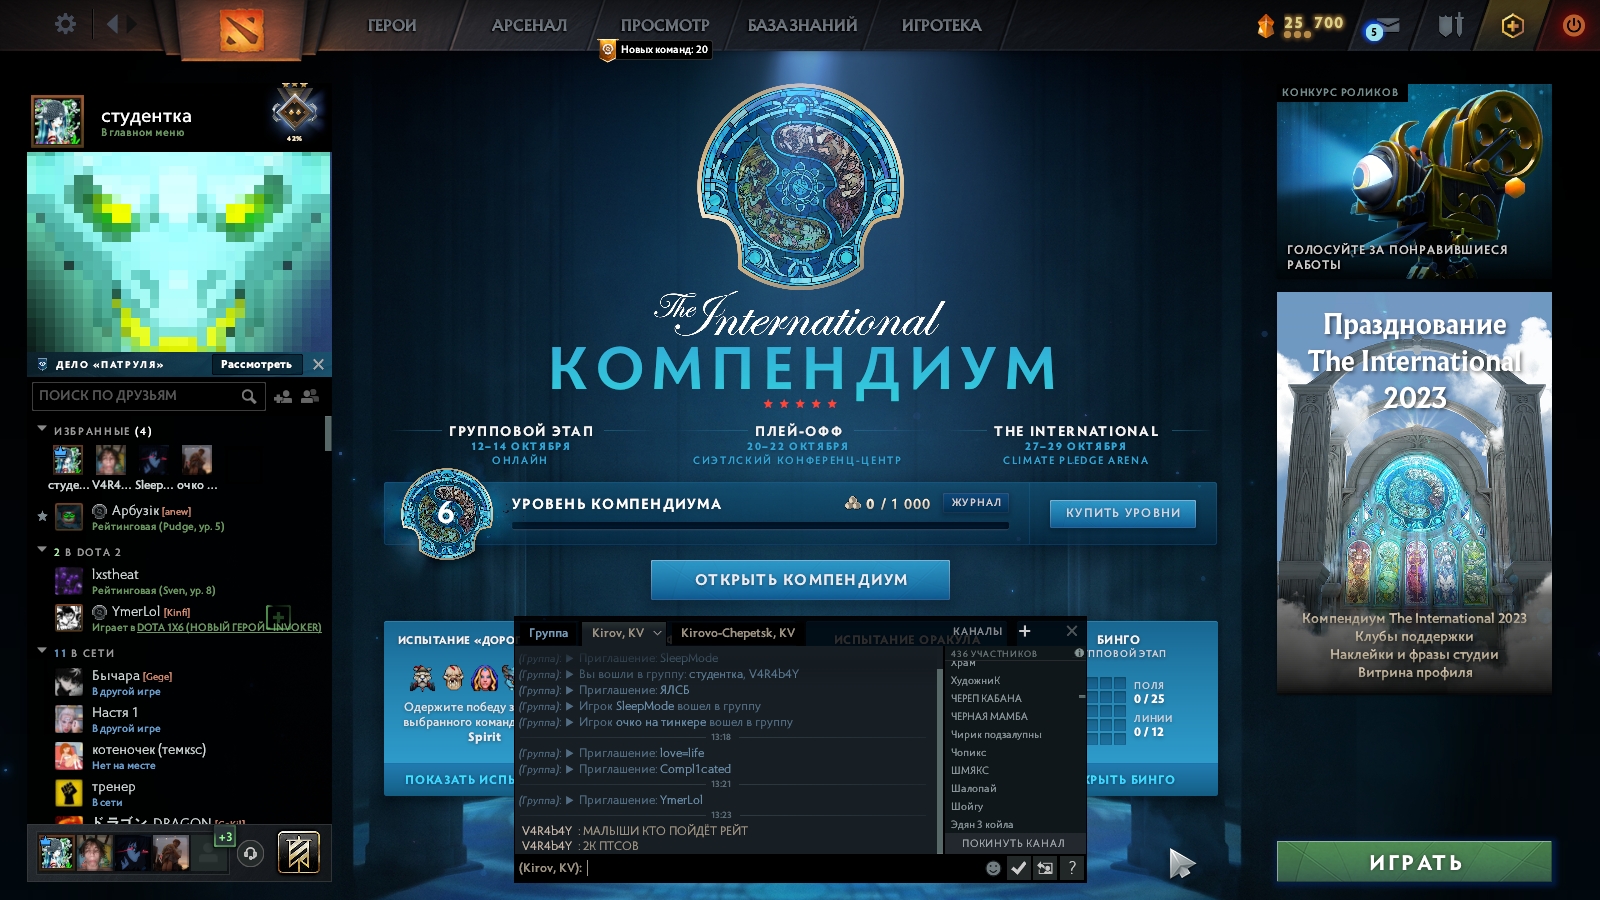 ГЕРОИ
АРСЕНАЛ
ПРОСМОТР
БАЗА ЗНАНИЙ
ИГРОТЕКА
25 700
5
Новых команд: 20
студентка
В главном меню
42%
ДЕЛО «ПАТРУЛЯ»
Рассмотреть
ПОИСК ПО ДРУЗЬЯМ
ИЗБРАННЫЕ (4)
студе... V4R4... Sleep... очко ...
Арбузiк [anew]
Рейтинговая (Pudge, ур. 5)
2 В DOTA 2
lxstheat
Рейтинговая (Sven, ур. 8)
YmerLol [Kinfi]
Играет в DOTA 1X6 (НОВЫЙ ГЕРОЙ - INVOKER)
11 В СЕТИ
Бычара [Gege]
В другой игре
Настя 1
В другой игре
котеночек (темкsc)
Нет на месте
тренер
В сети
ドラゴン DRAGON
+3
The International
КОМПЕНДИУМ
ГРУППОВОЙ ЭТАП
12–14 ОКТЯБРЯ
ОНЛАЙН
ПЛЕЙ-ОФФ
20–22 ОКТЯБРЯ
СИЭТЛСКИЙ КОНФЕРЕНЦ-ЦЕНТР
THE INTERNATIONAL
27–29 ОКТЯБРЯ
CLIMATE PLEDGE ARENA
6
УРОВЕНЬ КОМПЕНДИУМА
0 / 1 000
ЖУРНАЛ
КУПИТЬ УРОВНИ
ОТКРЫТЬ КОМПЕНДИУМ
ИСПЫТАНИЕ «ДОРО
Одержите победу з
выбранного команд
Spirit
ПОКАЗАТЬ ИСПЫ
ИСПЫТАНИЕ ОРАКУЛА
БИНГО
ППОВОЙ ЭТАП
ПОЛЯ
0 / 25
ЛИНИИ
0 / 12
КРЫТЬ БИНГО
Группа
Kirov, KV
Kirovo-Chepetsk, KV
КАНАЛЫ
436 УЧАСТНИКОВ
(Группа): Приглашение: SleepMode
(Группа): Вы вошли в группу: студентка, V4R4b4Y
(Группа): Приглашение: ЯЛСБ
(Группа): Игрок SleepMode вошел в группу
(Группа): Игрок очко на тинкере вошел в группу
13:18
(Группа): Приглашение: love=life
(Группа): Приглашение: Compl1cated
13:21
(Группа): Приглашение: YmerLol
13:23
V4R4b4Y : МАЛЫШИ КТО ПОЙДЁТ РЕЙТ
V4R4b4Y : 2К ПТСОВ
(Kirov, KV):
Храм
ХудожниК
ЧЕРЕП КАБАНА
ЧЕРНАЯ МАМБА
Чирик подзалупны
Чопикс
ШМЯКС
Шалопай
Шойгу
Эдян 3 койла
ПОКИНУТЬ КАНАЛ
?
КОНКУРС РОЛИКОВ
ГОЛОСУЙТЕ ЗА ПОНРАВИВШИЕСЯ
РАБОТЫ
Празднование
The International
2023
Компендиум The International 2023
Клубы поддержки
Наклейки и фразы студии
Витрина профиля
ИГРАТЬ